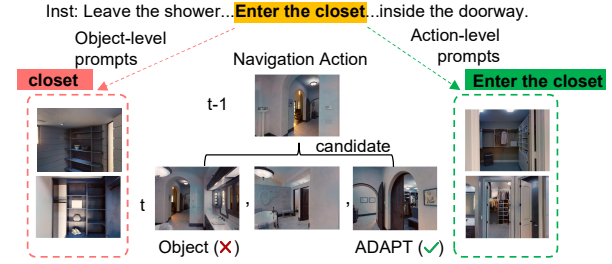 Inst: Leave the shower...Enter the closet...inside the doorway.
Object-level
prompts
Action-level
prompts
Navigation Action
closet
Enter the closet
t-1
candidate
t
, ,
Object (✗)
ADAPT (✓)